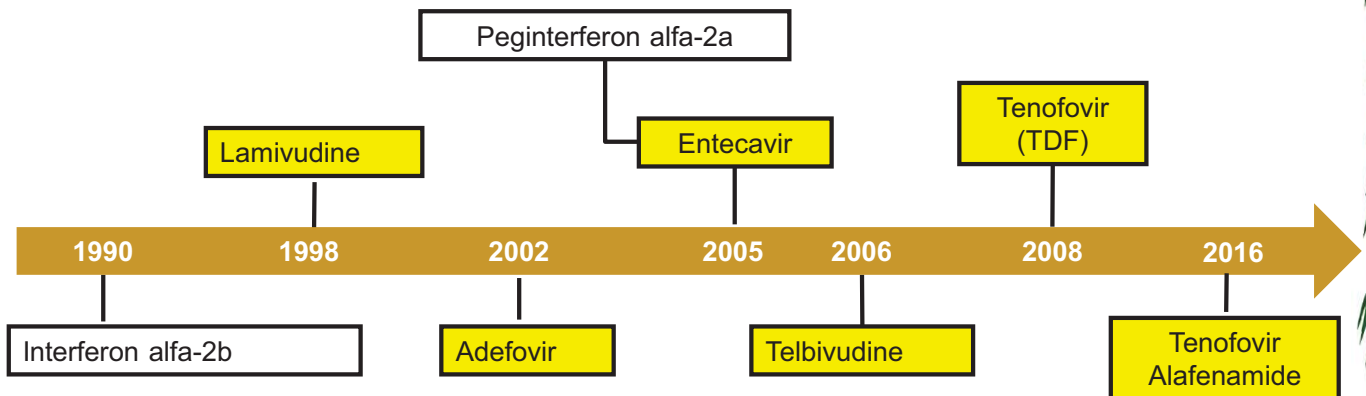 Peginterferon alfa-2a
Lamivudine
Entecavir
Tenofovir
(TDF)
1990 1998 2002 2005 2006 2008 2016
Interferon alfa-2b
Adefovir
Telbivudine
Tenofovir
Alafenamide